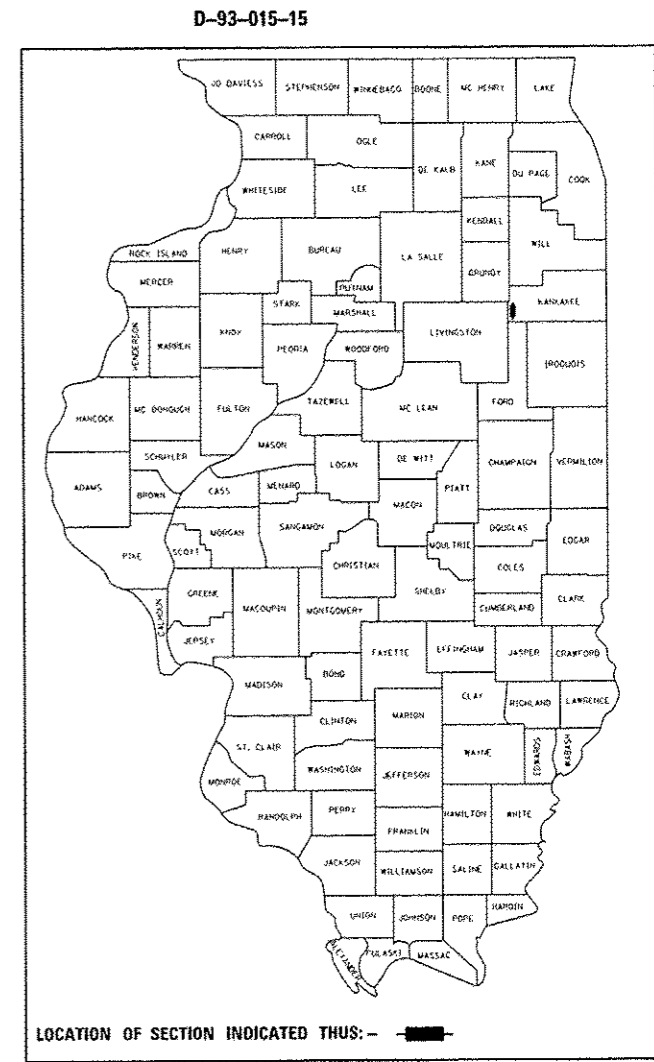 D-93-015-15
JO DAVIESS STEPHENSON WINNEBAGO BOONE MC HENRY LAKE
CARROLL OGLE DE KALB KANE DU PAGE COOK
WHITESIDE LEE KENDALL WILL
ROCK ISLAND HENRY BUREAU LA SALLE GRUNDY
MERCER PUTNAM KANKAKEE
STARK MARSHALL LIVINGSTON
HENDERSON WARREN KNOX PEORIA WOODFORD IROQUOIS
HANCOCK MC DONOUGH FULTON TAZEWELL MC LEAN FORD
MASON
SCHUYLER LOGAN DE WITT CHAMPAIGN VERMILION
ADAMS BROWN CASS MENARD MACON PIATT
MORGAN SANGAMON DOUGLAS
PIKE SCOTT CHRISTIAN MOULTRIE EDGAR
COLES
GREENE SHELBY
CALHOUN MACOUPIN MONTGOMERY CUMBERLAND CLARK
JERSEY
FAYETTE EFFINGHAM JASPER CRAWFORD
MADISON BOND
CLAY RICHLAND LAWRENCE
CLINTON MARION
ST. CLAIR WAYNE EDWARDS WABASH
WASHINGTON JEFFERSON
MONROE
RANDOLPH PERRY HAMILTON WHITE
FRANKLIN
JACKSON WILLIAMSON SALINE GALLATIN
HARDIN
UNION JOHNSON POPE
ALEXANDER PULASKI MASSAC
LOCATION OF SECTION INDICATED THUS:- - -